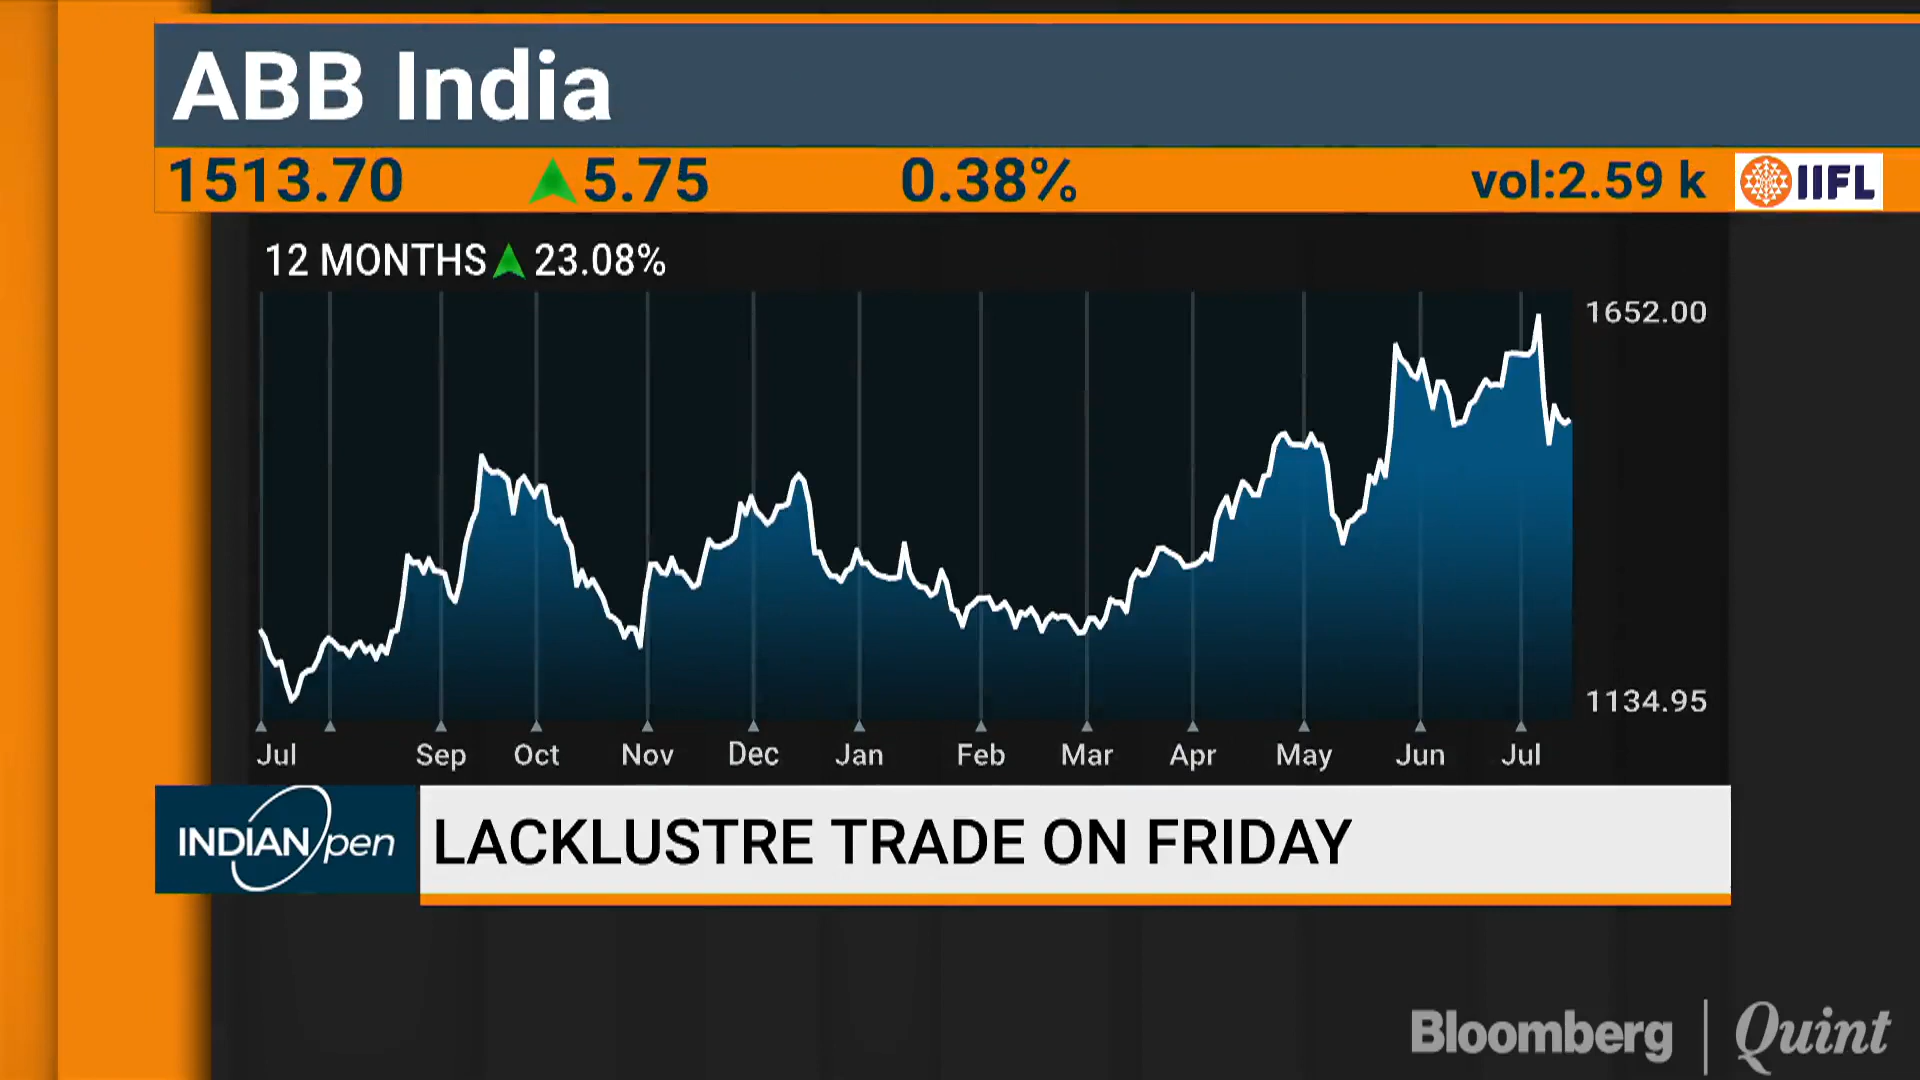 ABB India
1513.70 5.75 0.38% vol:2.59 k IIFL
12 MONTHS 23.08%
1652.00
1134.95
Jul Sep Oct Nov Dec Jan Feb Mar Apr May Jun Jul
INDIAN Open LACKLUSTRE TRADE ON FRIDAY
Bloomberg | Quint